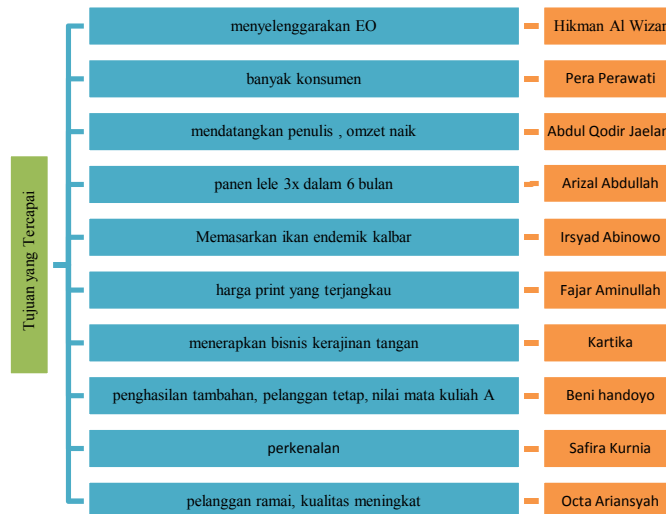 Tujuan yang Tercapai
menyelenggarakan EO
Hikman Al Wizan
banyak konsumen
Pera Perawati
mendatangkan penulis , omzet naik
Abdul Qodir Jaelan
panen lele 3x dalam 6 bulan
Arizal Abdullah
Memasarkan ikan endemik kalbar
Irsyad Abinowo
harga print yang terjangkau
Fajar Aminullah
menerapkan bisnis kerajinan tangan
Kartika
penghasilan tambahan, pelanggan tetap, nilai mata kuliah A
Beni handoyo
perkenalan
Safira Kurnia
pelanggan ramai, kualitas meningkat
Octa Ariansyah